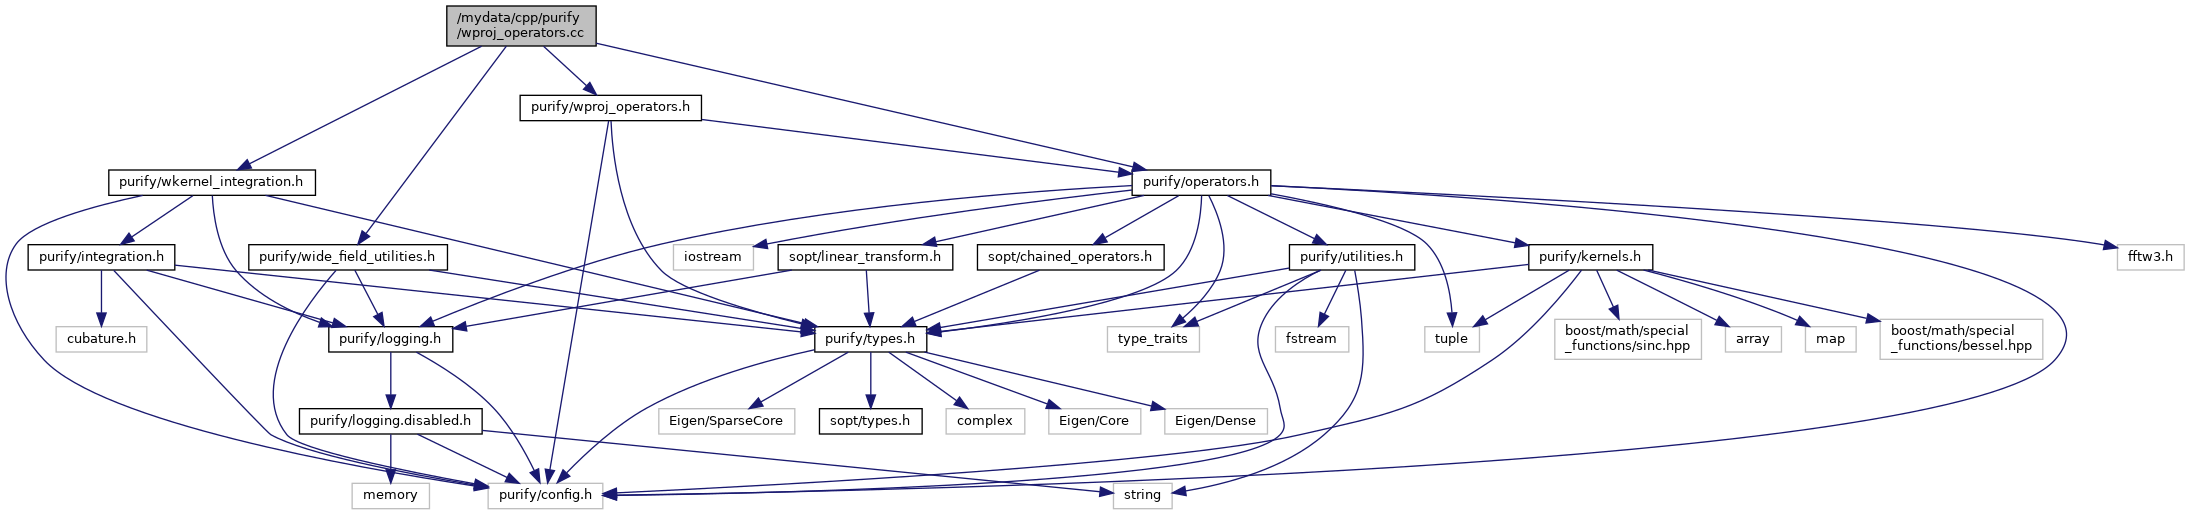 /mydata/cpp/purify
/wproj_operators.cc
purify/wproj_operators.h
purify/wkernel_integration.h
purify/operators.h
purify/integration.h
purify/wide_field_utilities.h
iostream
sopt/linear_transform.h
sopt/chained_operators.h
purify/utilities.h
purify/kernels.h
fftw3.h
cubature.h
purify/logging.h
purify/types.h
type_traits
fstream
tuple
boost/math/special
_functions/sinc.hpp
array
map
boost/math/special
_functions/bessel.hpp
purify/logging.disabled.h
Eigen/SparseCore
sopt/types.h
complex
Eigen/Core
Eigen/Dense
memory
purify/config.h
string